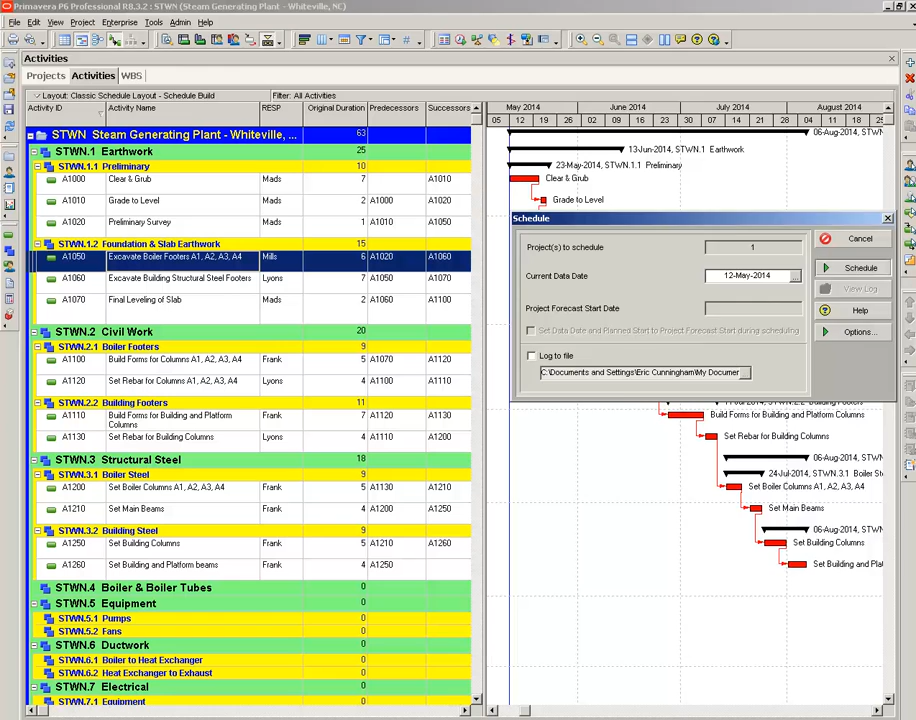 Primavera P6 Professional R8.3.2 : STWN (Steam Generating Plant - Whiteville, NC)
File Edit View Project Enterprise Tools Admin Help
Activities
Projects Activities WBS
Layout: Classic Schedule Layout - Schedule Build Filter: All Activities
Activity ID Activity Name RESP Original Duration Predecessors Successors
May 2014 June 2014 July 2014 August 2014
05 12 19 26 02 09 16 23 30 07 14 21 28 04 11 18 25
STWN Steam Generating Plant - Whiteville, ... 63 06-Aug-2014, STWN
STWN.1 Earthwork 25 13-Jun-2014, STWN.1 Earthwork
STWN.1.1 Preliminary 10 23-May-2014, STWN.1.1 Preliminary
A1000 Clear & Grub Mads 7 A1010 Clear & Grub
A1010 Grade to Level Mads 2 A1000 A1020 Grade to Level
A1020 Preliminary Survey Mads 1 A1010 A1050
STWN.1.2 Foundation & Slab Earthwork 15
A1050 Excavate Boiler Footers A1, A2, A3, A4 Mills 6 A1020 A1060
A1060 Excavate Building Structural Steel Footers Lyons 7 A1050 A1070
A1070 Final Leveling of Slab Mads 2 A1060 A1100
STWN.2 Civil Work 20
STWN.2.1 Boiler Footers 9
A1100 Build Forms for Columns A1, A2, A3, A4 Frank 5 A1070 A1120
A1120 Set Rebar for Columns A1, A2, A3, A4 Lyons 4 A1100 A1110
STWN.2.2 Building Footers 11
A1110 Build Forms for Building and Platform Columns Frank 7 A1120 A1130 Build Forms for Building and Platform Columns
A1130 Set Rebar for Building Columns Lyons 4 A1110 A1200 Set Rebar for Building Columns
STWN.3 Structural Steel 18 06-Aug-2014, STWN
STWN.3.1 Boiler Steel 9 24-Jul-2014, STWN.3.1 Boiler St
A1200 Set Boiler Columns A1, A2, A3, A4 Frank 5 A1130 A1210 Set Boiler Columns A1, A2, A3, A4
A1210 Set Main Beams Frank 4 A1200 A1250 Set Main Beams
STWN.3.2 Building Steel 9 06-Aug-2014, STWN
A1250 Set Building Columns Frank 5 A1210 A1260 Set Building Columns
A1260 Set Building and Platform beams Frank 4 A1250 Set Building and Plat
STWN.4 Boiler & Boiler Tubes 0
STWN.5 Equipment 0
STWN.5.1 Pumps 0
STWN.5.2 Fans 0
STWN.6 Ductwork 0
STWN.6.1 Boiler to Heat Exchanger 0
STWN.6.2 Heat Exchanger to Exhaust 0
STWN.7 Electrical 0
STWN.7.1 Equipment 0
Schedule
Project(s) to schedule 1 Cancel
Current Data Date 12-May-2014 ... Schedule
View Log
Project Forecast Start Date Help
Set Data Date and Planned Start to Project Forecast Start during scheduling Options...
Log to file
C:\Documents and Settings\Eric Cunningham\My Documer ...